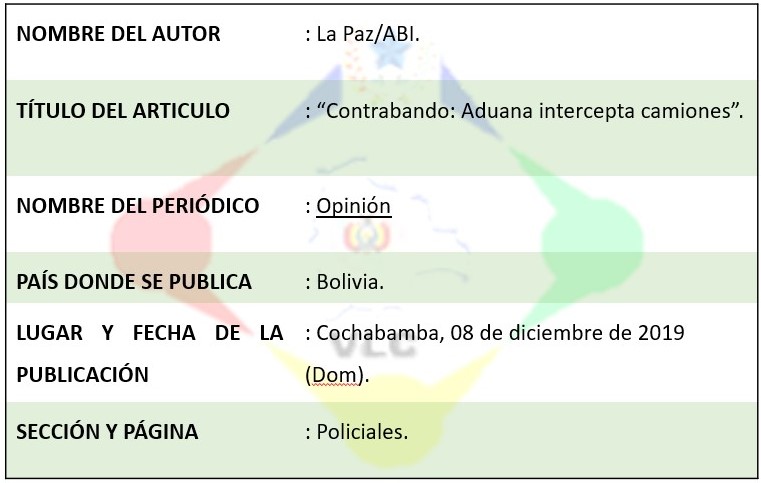 NOMBRE DEL AUTOR : La Paz/ABI.
TÍTULO DEL ARTICULO : “Contrabando: Aduana intercepta camiones”.
NOMBRE DEL PERIÓDICO : Opinión
PAÍS DONDE SE PUBLICA : Bolivia.
LUGAR Y FECHA DE LA : Cochabamba, 08 de diciembre de 2019
PUBLICACIÓN (Dom).
SECCIÓN Y PÁGINA : Policiales.
VLC